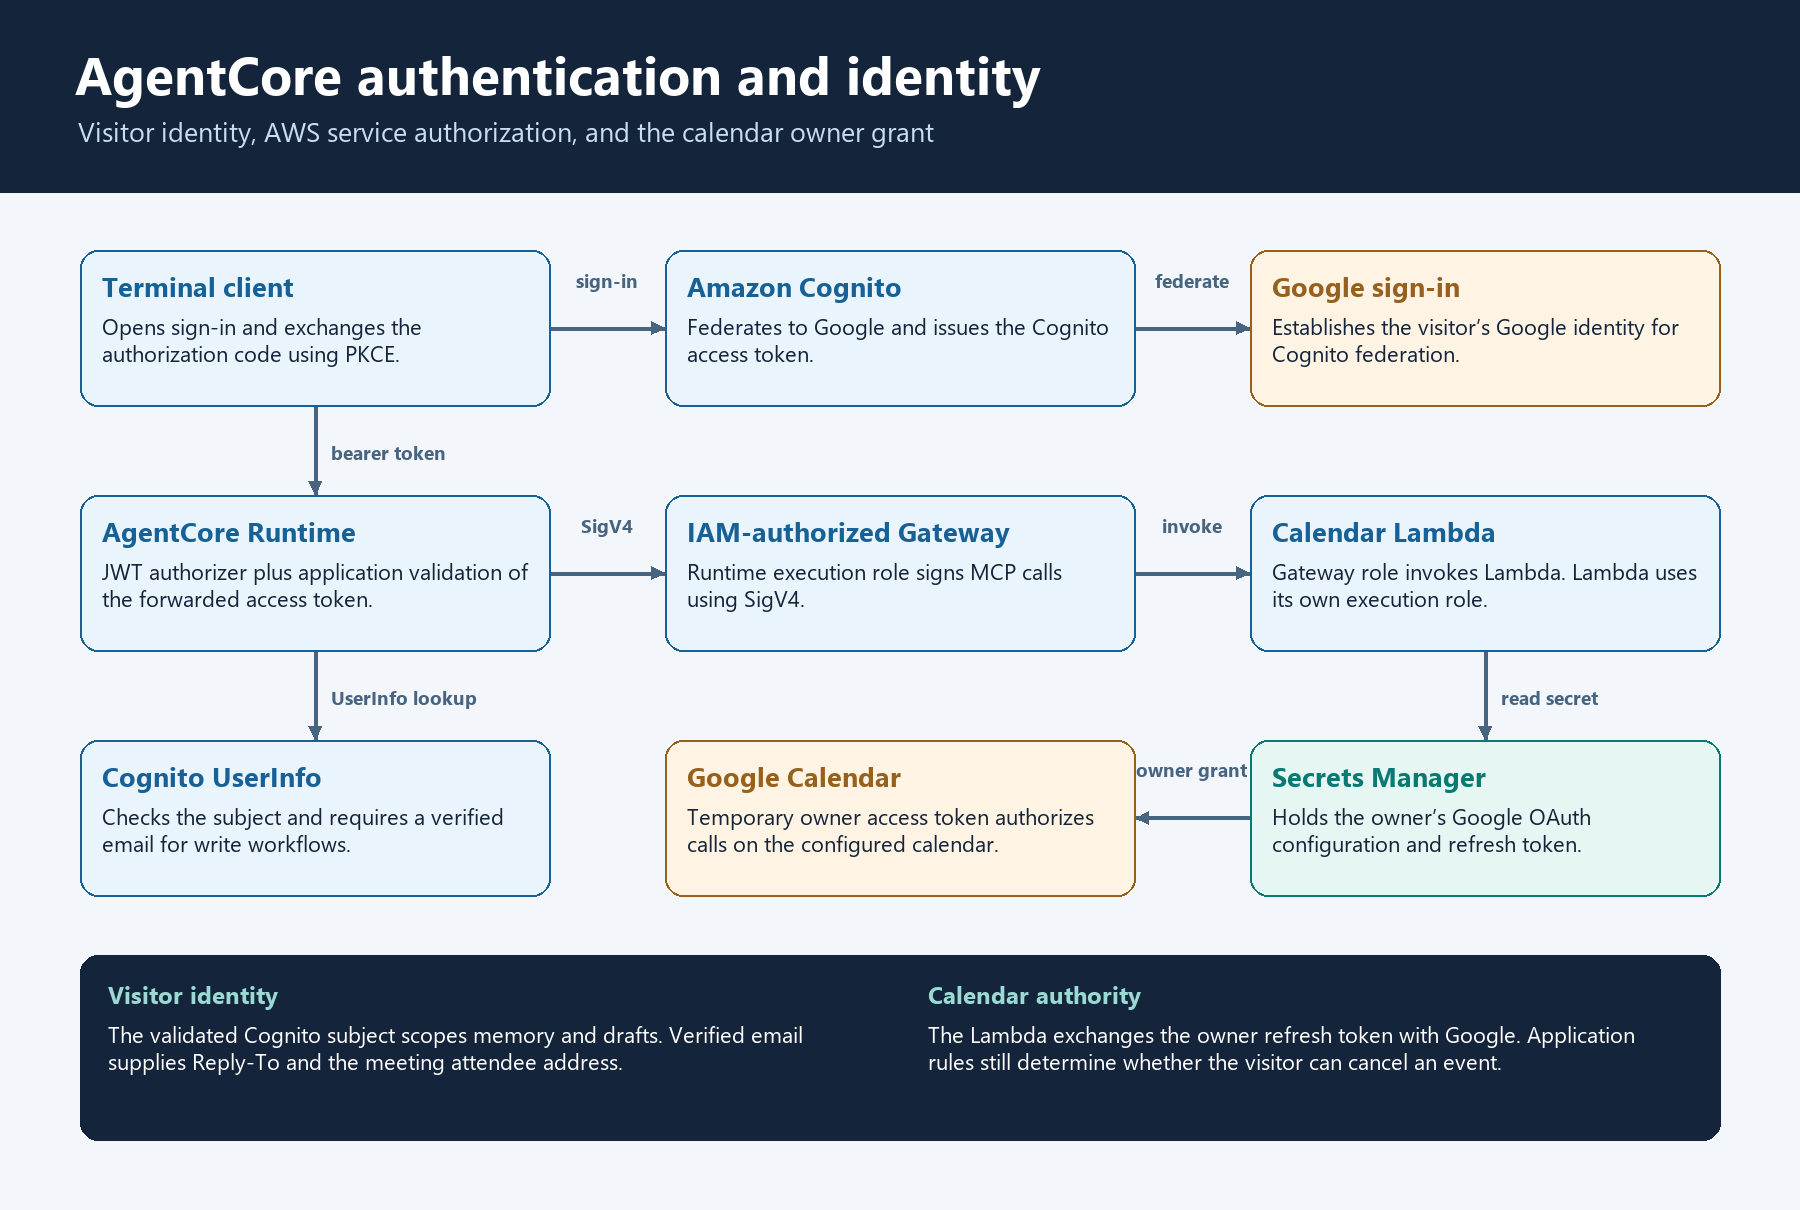 AgentCore authentication and identity
Visitor identity, AWS service authorization, and the calendar owner grant
Terminal client
Opens sign-in and exchanges the
authorization code using PKCE.
sign-in
Amazon Cognito
Federates to Google and issues the Cognito
access token.
federate
Google sign-in
Establishes the visitor’s Google identity for
Cognito federation.
bearer token
AgentCore Runtime
JWT authorizer plus application validation of
the forwarded access token.
SigV4
IAM-authorized Gateway
Runtime execution role signs MCP calls
using SigV4.
invoke
Calendar Lambda
Gateway role invokes Lambda. Lambda uses
its own execution role.
UserInfo lookup
read secret
Cognito UserInfo
Checks the subject and requires a verified
email for write workflows.
Google Calendar
Temporary owner access token authorizes
calls on the configured calendar.
owner grant
Secrets Manager
Holds the owner’s Google OAuth
configuration and refresh token.
Visitor identity
The validated Cognito subject scopes memory and drafts. Verified email
supplies Reply-To and the meeting attendee address.
Calendar authority
The Lambda exchanges the owner refresh token with Google. Application
rules still determine whether the visitor can cancel an event.